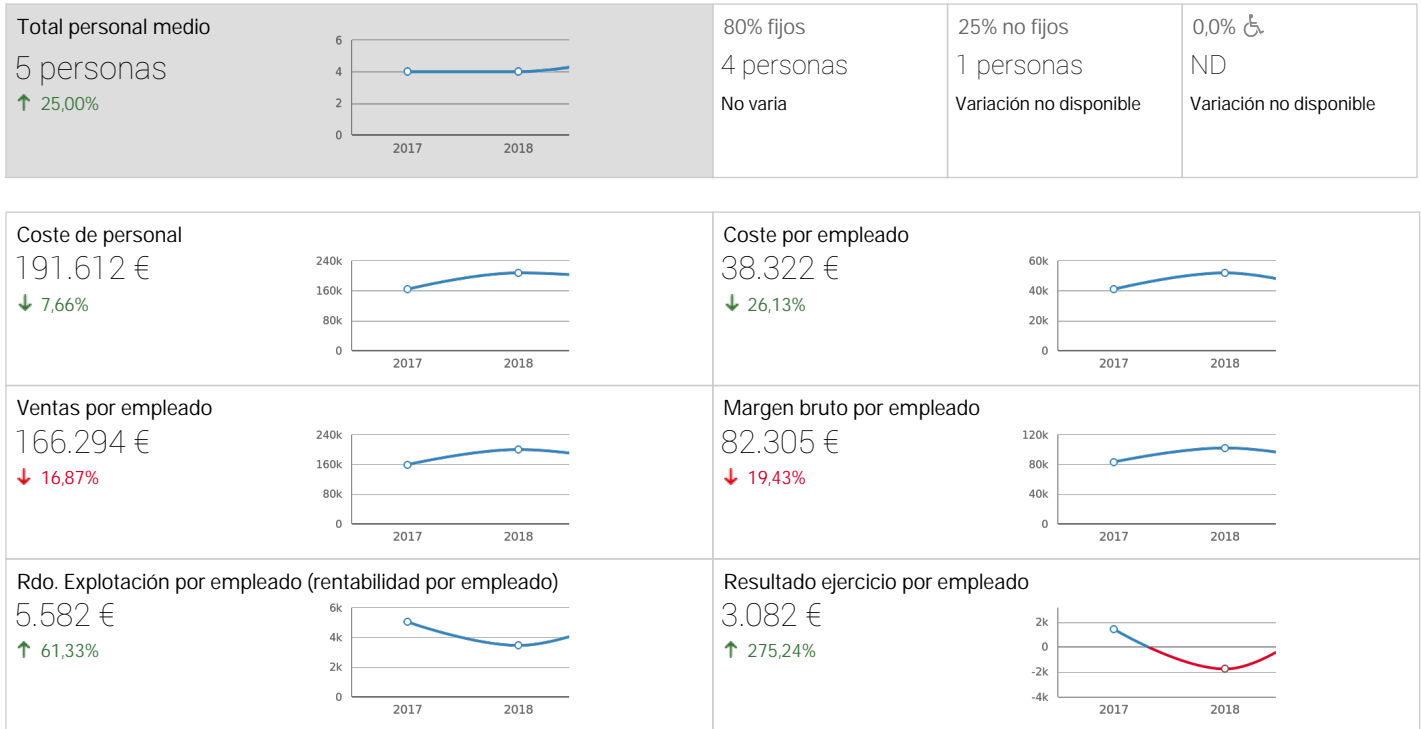 Total personal medio
5 personas
↑ 25,00%
6
4
2
0
2017 2018
80% fijos
4 personas
No varia
25% no fijos
1 personas
Variación no disponible
0,0%
ND
Variación no disponible
Coste de personal
191.612 €
↓ 7,66%
240k
160k
80k
0
2017 2018
Coste por empleado
38.322 €
↓ 26,13%
60k
40k
20k
0
2017 2018
Ventas por empleado
166.294 €
↓ 16,87%
240k
160k
80k
0
2017 2018
Margen bruto por empleado
82.305 €
↓ 19,43%
120k
80k
40k
0
2017 2018
Rdo. Explotación por empleado (rentabilidad por empleado)
5.582 €
↑ 61,33%
6k
4k
2k
0
2017 2018
Resultado ejercicio por empleado
3.082 €
↑ 275,24%
2k
0
-2k
-4k
2017 2018